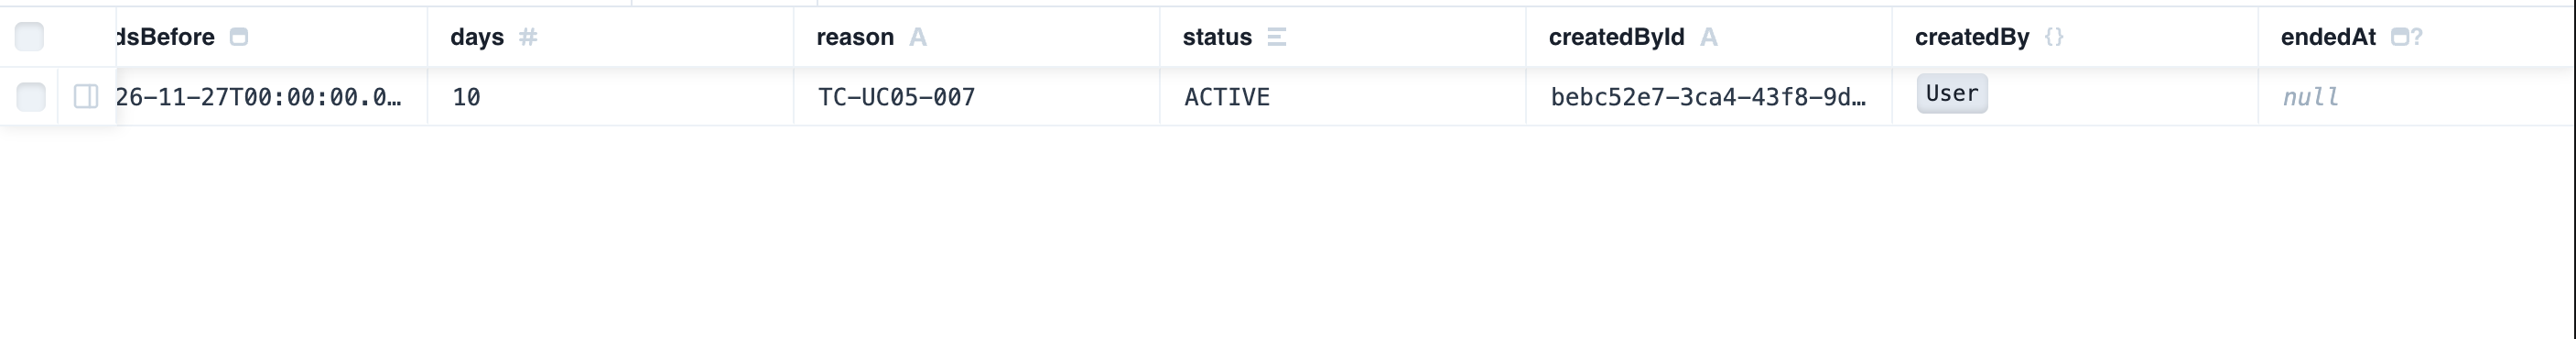 dsBefore days # reason A status createdById A createdBy {} endedAt ?
26-11-27T00:00:00.0… 10 TC-UC05-007 ACTIVE bebc52e7-3ca4-43f8-9d… User null